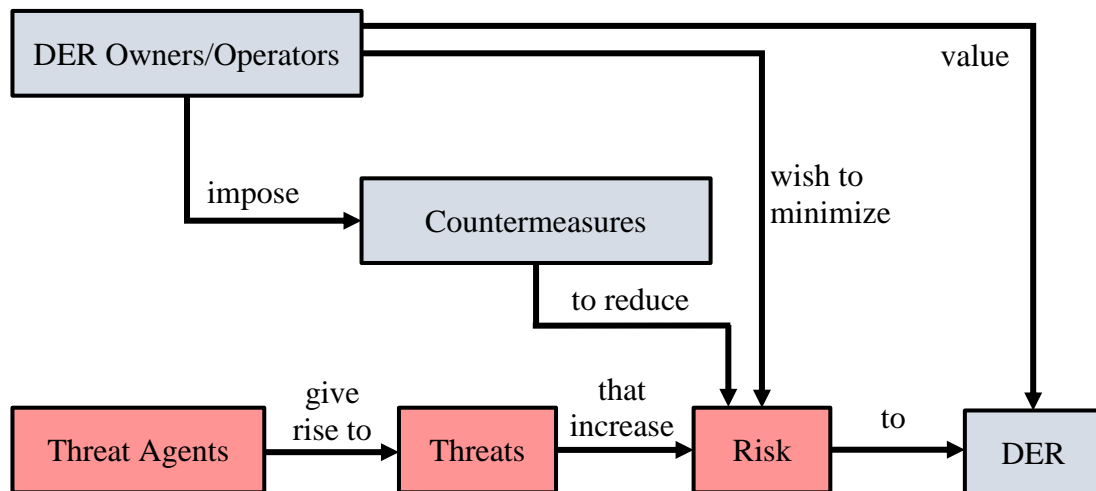 DER Owners/Operators
value
impose
wish to
minimize
Countermeasures
to reduce
give
rise to
that
increase
to
Threat Agents
Threats
Risk
DER